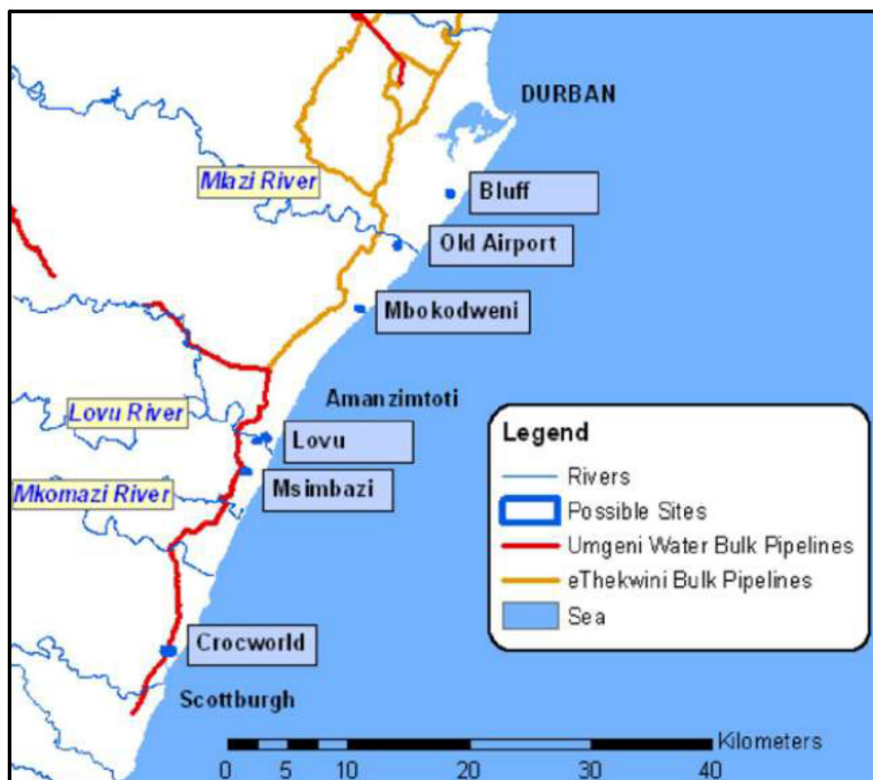 DURBAN
Mlazi River
Bluff
Old Airport
Mbokodweni
Amanzimtoti
Lovu River
Lovu
Mkomazi River
Msimbazi
Crocworld
Scottburgh
Legend
Rivers
Possible Sites
Umgeni Water Bulk Pipelines
eThekwini Bulk Pipelines
Sea
Kilometers
0 5 10 20 30 40